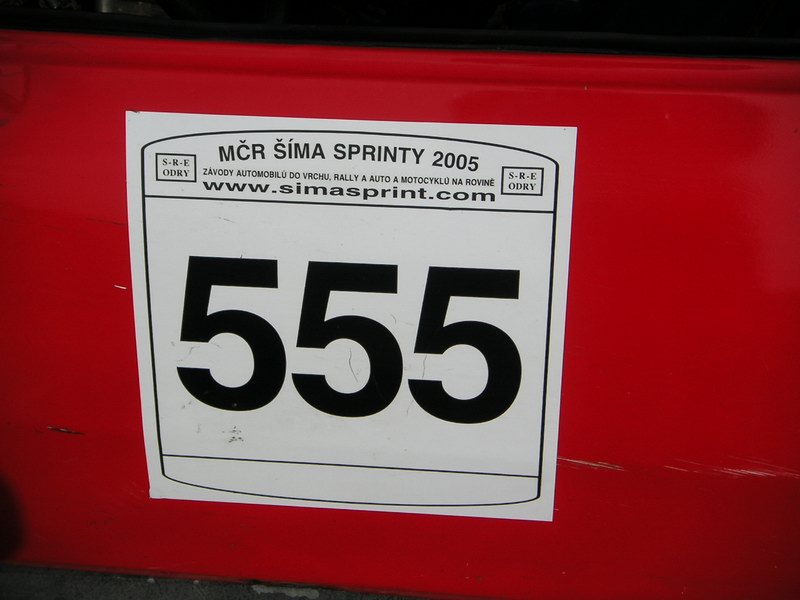 MČR ŠÍMA SPRINTY 2005
S-R-E
ODRY
ZÁVODY AUTOMOBILŮ DO VRCHU, RALLY A AUTO A MOTOCYKLŮ NA ROVINĚ
S-R-E
ODRY
www.simasprint.com
555